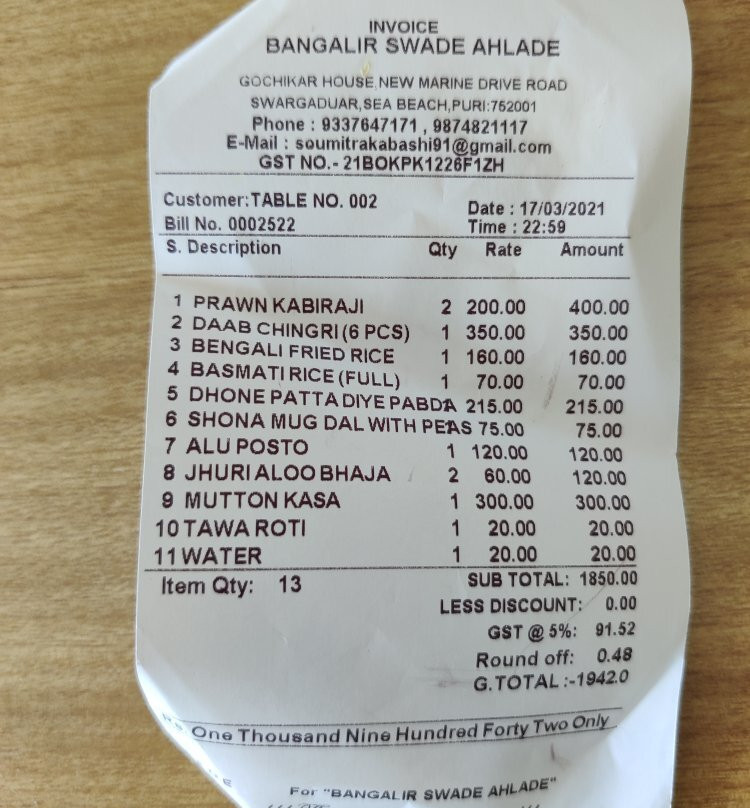 INVOICE
BANGALIR SWADE AHLADE
GOCHIKAR HOUSE,NEW MARINE DRIVE ROAD
SWARGADUAR,SEA BEACH,PURI:752001
Phone : 9337647171 , 9874821117
E-Mail : soumitrakabashi91@gmail.com
GST NO.- 21BOKPK1226F1ZH
Customer:TABLE NO. 002 Date : 17/03/2021
Bill No. 0002522 Time : 22:59
S. Description Qty Rate Amount
1 PRAWN KABIRAJI 2 200.00 400.00
2 DAAB CHINGRI (6 PCS) 1 350.00 350.00
3 BENGALI FRIED RICE 1 160.00 160.00
4 BASMATI RICE (FULL) 1 70.00 70.00
5 DHONE PATTA DIYE PABDA 1 215.00 215.00
6 SHONA MUG DAL WITH PEAS 1 75.00 75.00
7 ALU POSTO 1 120.00 120.00
8 JHURI ALOO BHAJA 2 60.00 120.00
9 MUTTON KASA 1 300.00 300.00
10 TAWA ROTI 1 20.00 20.00
11 WATER 1 20.00 20.00
Item Qty: 13 SUB TOTAL: 1850.00
LESS DISCOUNT: 0.00
GST @ 5%: 91.52
Round off: 0.48
G.TOTAL :-1942.0
Rs One Thousand Nine Hundred Forty Two Only
For "BANGALIR SWADE AHLADE"